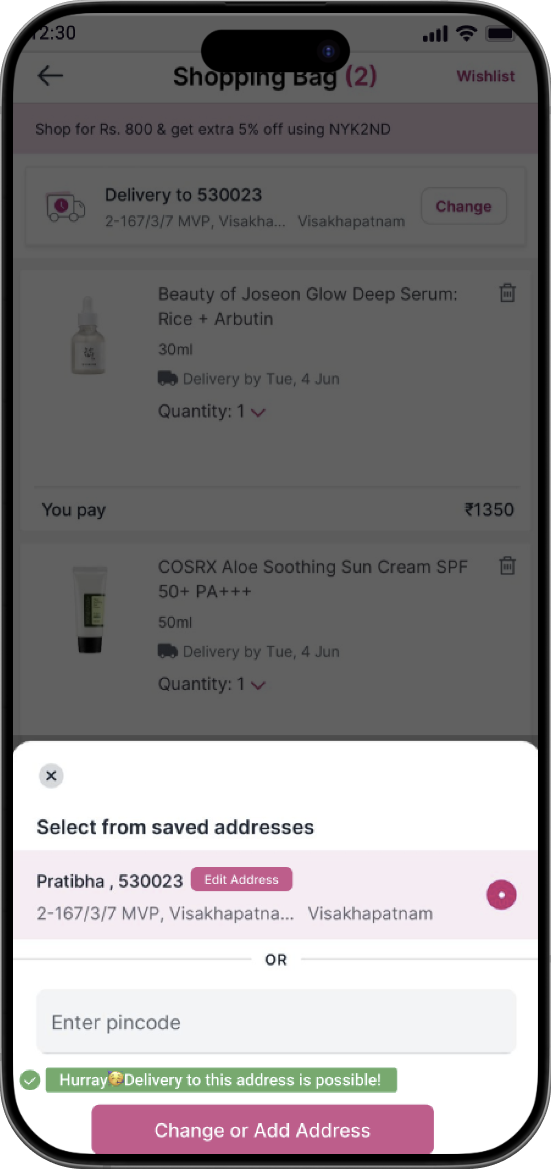 12:30
Shopping Bag (2)
Wishlist
Shop for Rs. 800 & get extra 5% off using NYK2ND
Delivery to 530023
2-167/3/7 MVP, Visakha... Visakhapatnam
Change
Beauty of Joseon Glow Deep Serum:
Rice + Arbutin
30ml
Delivery by Tue, 4 Jun
Quantity: 1
You pay ₹1350
COSRX Aloe Soothing Sun Cream SPF
50+ PA+++
50ml
Delivery by Tue, 4 Jun
Quantity: 1
Select from saved addresses
Pratibha , 530023 Edit Address
2-167/3/7 MVP, Visakhapatna... Visakhapatnam
OR
Enter pincode
Hurray🥳Delivery to this address is possible!
Change or Add Address